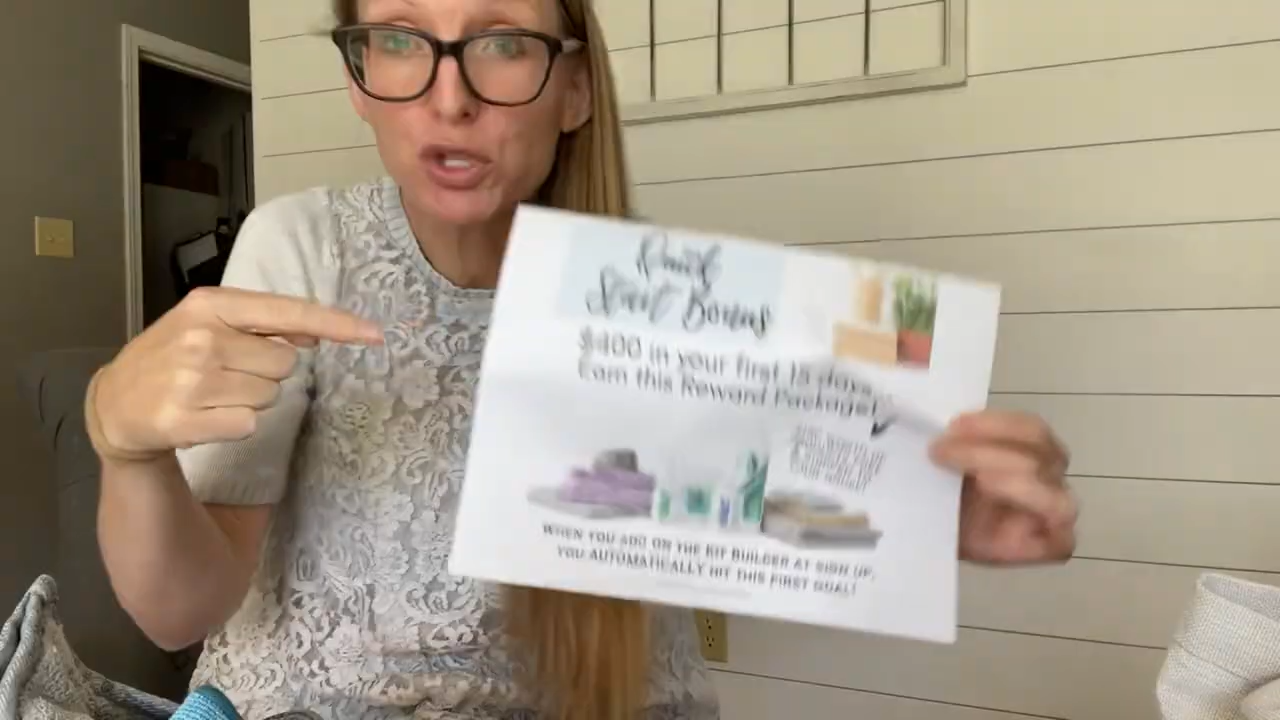 Quick
Start Bonus
$400 in your first 15 days,
Earn this Reward Package!
WHEN YOU ADD ON THE KIT BUILDER AT SIGN UP,
YOU AUTOMATICALLY HIT THIS FIRST GOAL!